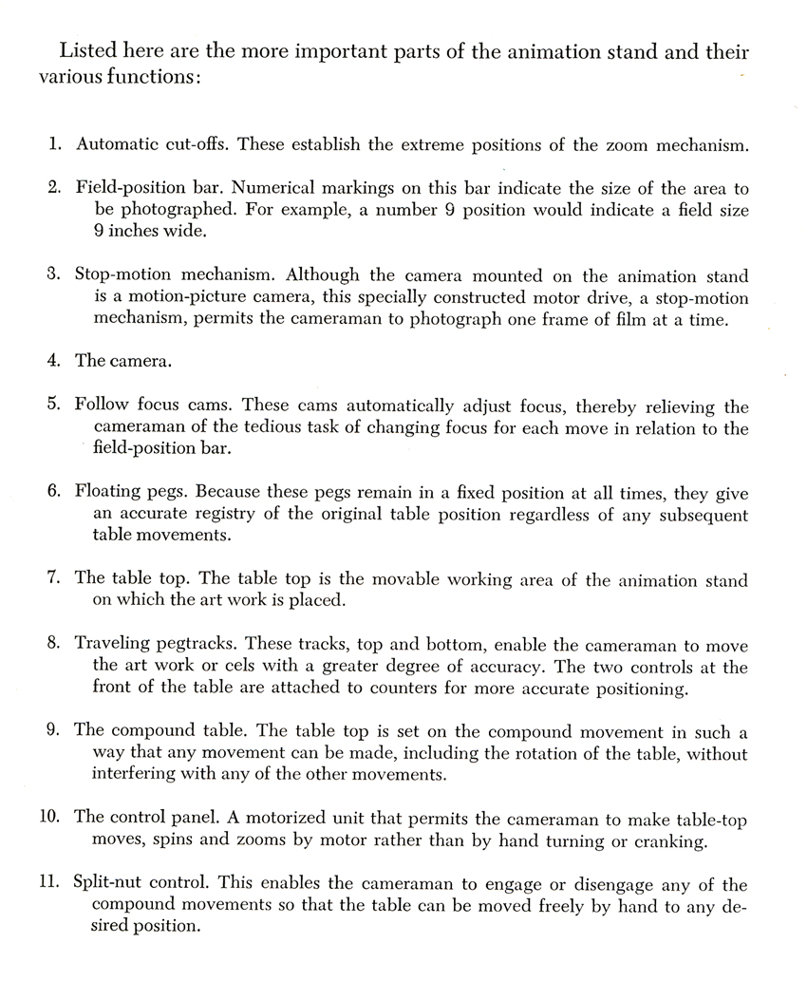 Listed here are the more important parts of the animation stand and their
various functions:
1. Automatic cut-offs. These establish the extreme positions of the zoom mechanism.
2. Field-position bar. Numerical markings on this bar indicate the size of the area to
be photographed. For example, a number 9 position would indicate a field size
9 inches wide.
3. Stop-motion mechanism. Although the camera mounted on the animation stand
is a motion-picture camera, this specially constructed motor drive, a stop-motion
mechanism, permits the cameraman to photograph one frame of film at a time.
4. The camera.
5. Follow focus cams. These cams automatically adjust focus, thereby relieving the
cameraman of the tedious task of changing focus for each move in relation to the
field-position bar.
6. Floating pegs. Because these pegs remain in a fixed position at all times, they give
an accurate registry of the original table position regardless of any subsequent
table movements.
7. The table top. The table top is the movable working area of the animation stand
on which the art work is placed.
8. Traveling pegtracks. These tracks, top and bottom, enable the cameraman to move
the art work or cels with a greater degree of accuracy. The two controls at the
front of the table are attached to counters for more accurate positioning.
9. The compound table. The table top is set on the compound movement in such a
way that any movement can be made, including the rotation of the table, without
interfering with any of the other movements.
10. The control panel. A motorized unit that permits the cameraman to make table-top
moves, spins and zooms by motor rather than by hand turning or cranking.
11. Split-nut control. This enables the cameraman to engage or disengage any of the
compound movements so that the table can be moved freely by hand to any de-
sired position.